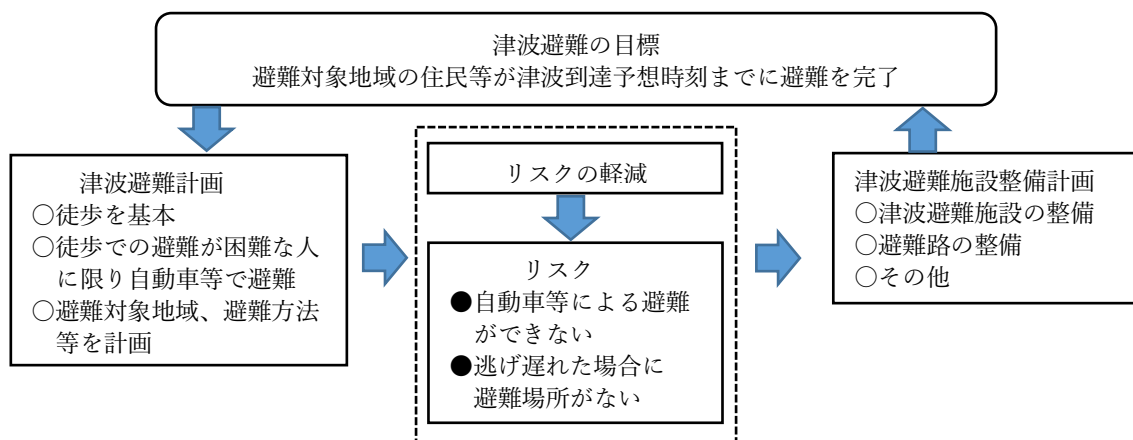 津波避難の目標
避難対象地域の住民等が津波到達予想時刻までに避難を完了
津波避難計画
○徒歩を基本
○徒歩での避難が困難な人
に限り自動車等で避難
○避難対象地域、避難方法
等を計画
リスクの軽減
リスク
●自動車等による避難
ができない
●逃げ遅れた場合に
避難場所がない
津波避難施設整備計画
○津波避難施設の整備
○避難路の整備
○その他